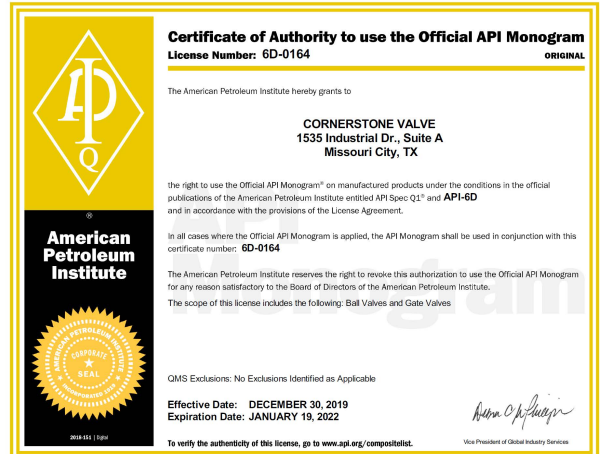 Certificate of Authority to use the Official API Monogram
License Number: 6D-0164
ORIGINAL
The American Petroleum Institute hereby grants to
CORNERSTONE VALVE
1535 Industrial Dr., Suite A
Missouri City, TX
the right to use the Official API Monogram® on manufactured products under the conditions in the official
publications of the American Petroleum Institute entitled API Spec Q1® and API-6D
and in accordance with the provisions of the License Agreement.
In all cases where the Official API Monogram is applied, the API Monogram shall be used in conjunction with this
certificate number: 6D-0164
The American Petroleum Institute reserves the right to revoke this authorization to use the Official API Monogram
for any reason satisfactory to the Board of Directors of the American Petroleum Institute.
The scope of this license includes the following: Ball Valves and Gate Valves
QMS Exclusions: No Exclusions Identified as Applicable
Effective Date: DECEMBER 30, 2019
Expiration Date: JANUARY 19, 2022
To verify the authenticity of this license, go to www.api.org/compositelist.
Vice President of Global Industry Services
API
Q
®
American
Petroleum
Institute
AMERICAN PETROLEUM INSTITUTE
CORPORATE
SEAL
INCORPORATED
2018-151 | Digital
API
Monogram